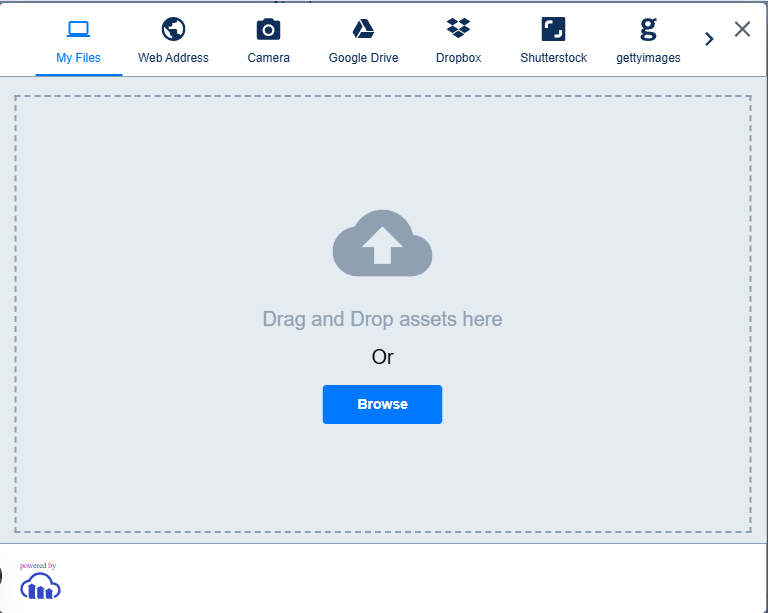 My Files
Web Address
Camera
Google Drive
Dropbox
Shutterstock
gettyimages
Drag and Drop assets here
Or
Browse
powered by